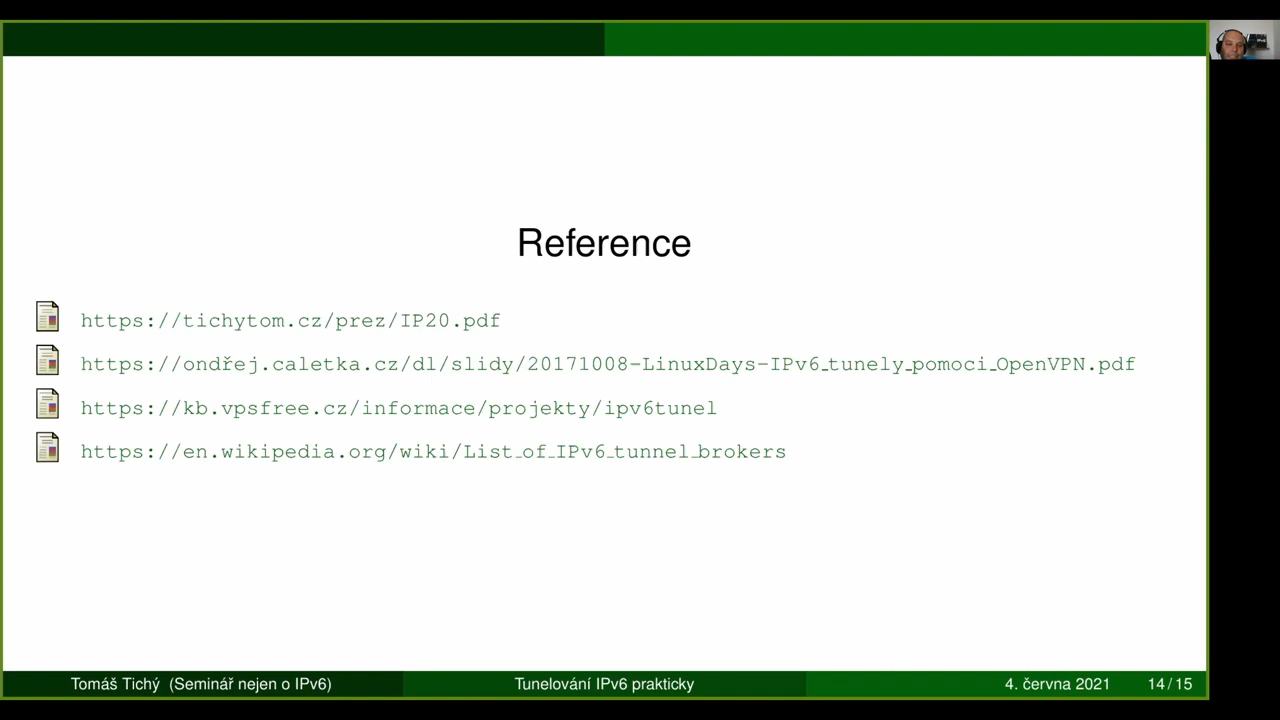 Reference
https://tichytom.cz/prez/IP20.pdf
https://ondřej.caletka.cz/dl/slidy/20171008-LinuxDays-IPv6_tunely_pomoci_OpenVPN.pdf
https://kb.vpsfree.cz/informace/projekty/ipv6tunel
https://en.wikipedia.org/wiki/List_of_IPv6_tunnel_brokers
Tomáš Tichý (Seminář nejen o IPv6) Tunelování IPv6 prakticky 4. června 2021 14 / 15